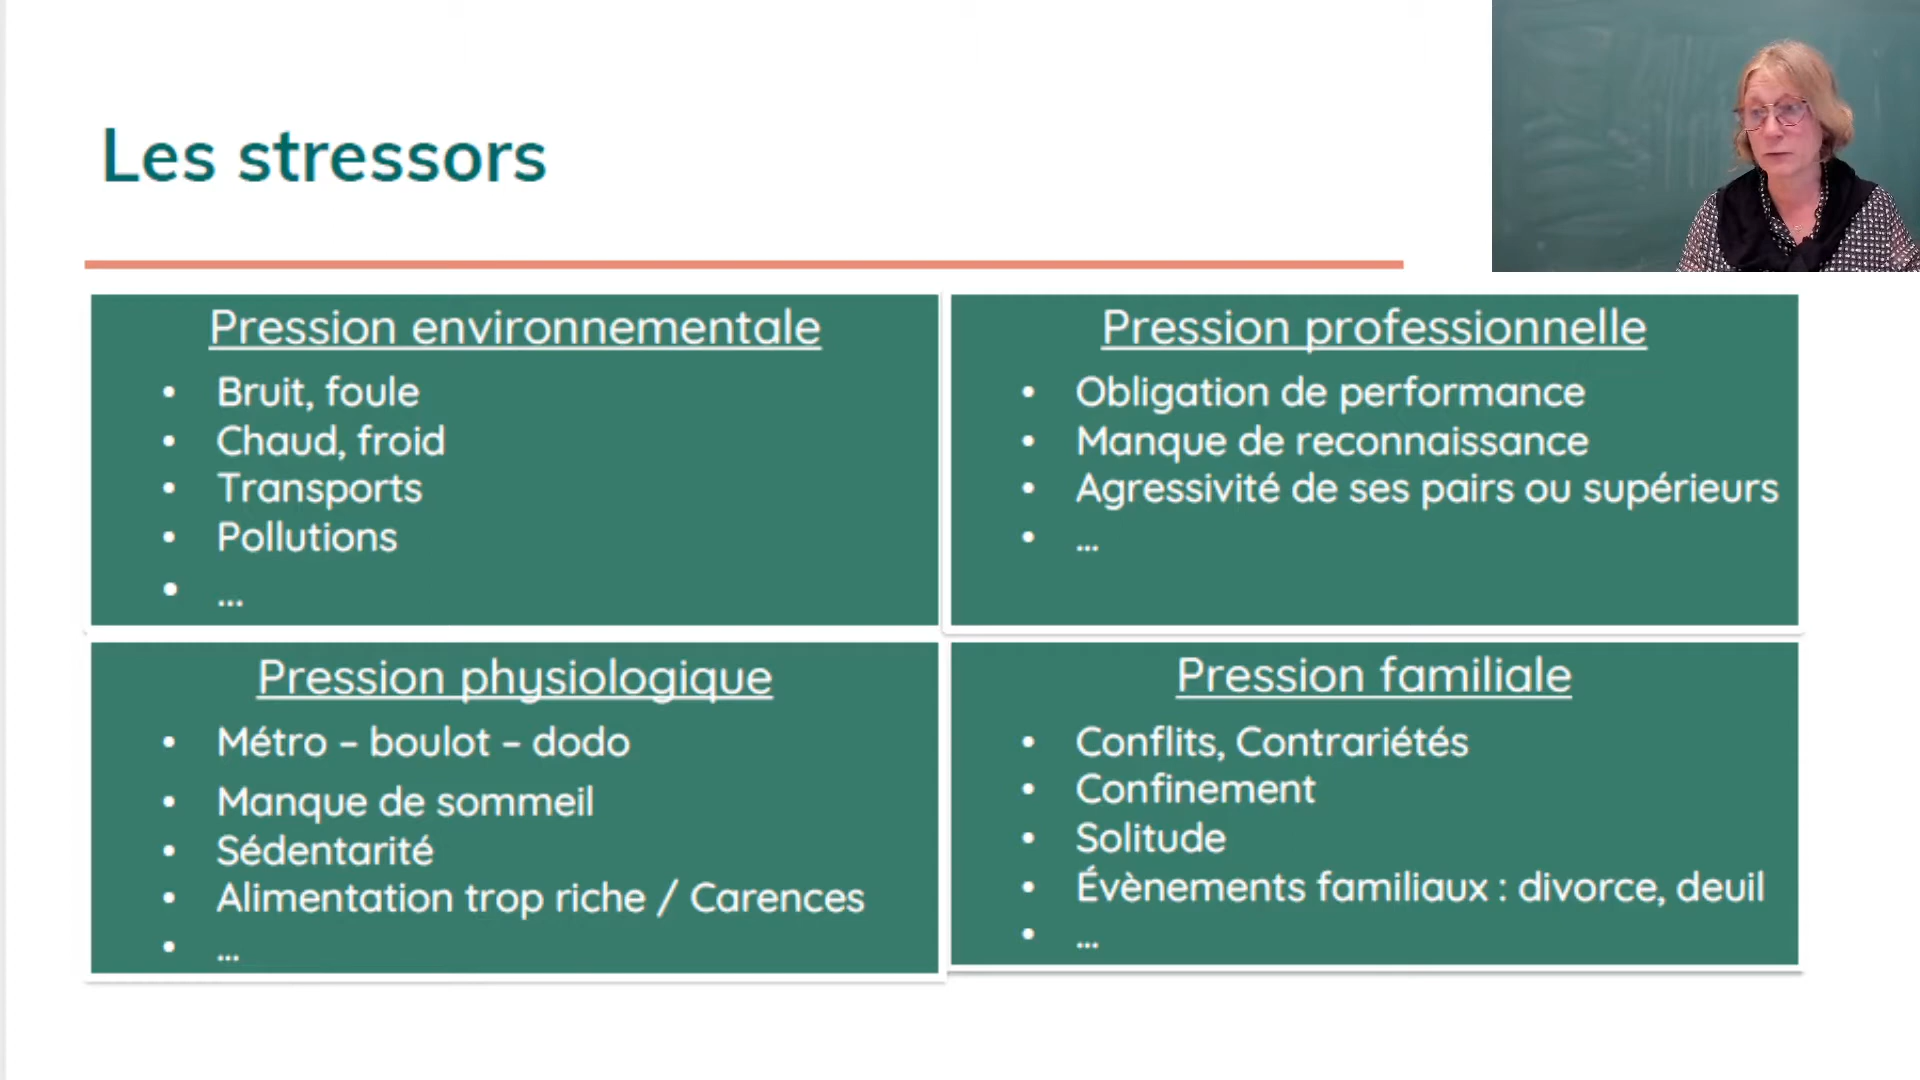 Les stressors
Pression environnementale
• Bruit, foule
• Chaud, froid
• Transports
• Pollutions
• ...
Pression professionnelle
• Obligation de performance
• Manque de reconnaissance
• Agressivité de ses pairs ou supérieurs
• ...
Pression physiologique
• Métro – boulot – dodo
• Manque de sommeil
• Sédentarité
• Alimentation trop riche / Carences
• ...
Pression familiale
• Conflits, Contrariétés
• Confinement
• Solitude
• Évènements familiaux : divorce, deuil
• ...